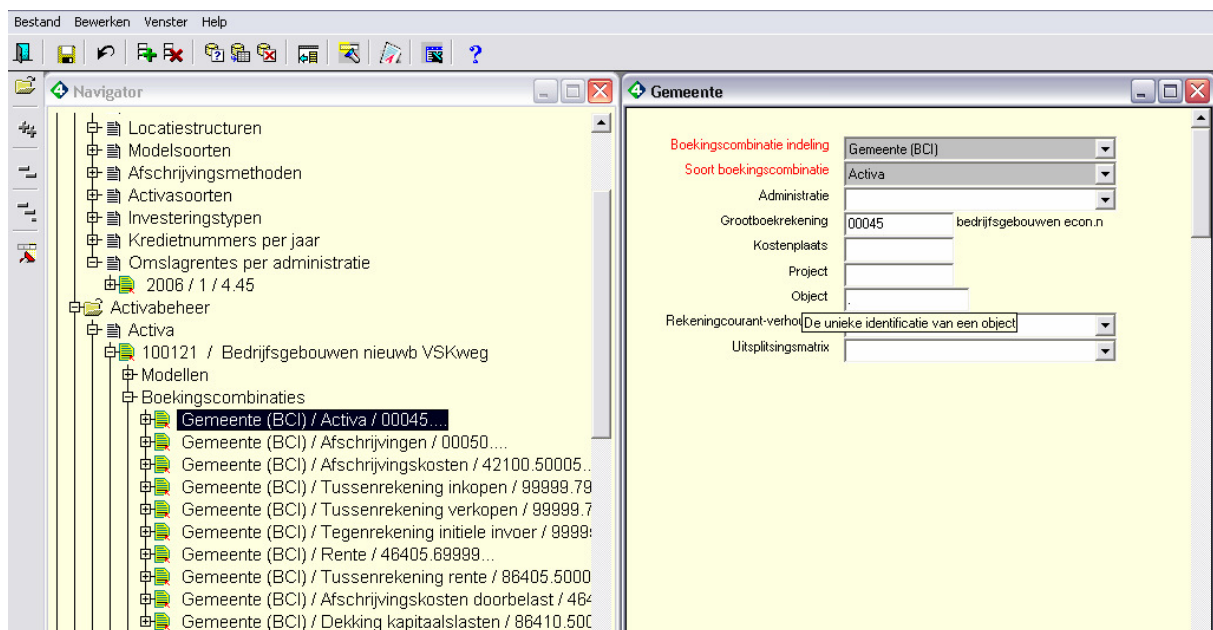 Bestand Bewerken Venster Help
Navigator
Locatiestructuren
Modelsoorten
Afschrijvingsmethoden
Activasoorten
Investeringstypen
Kredietnummers per jaar
Omslagrentes per administratie
2006 / 1 / 4.45
Activabeheer
Activa
100121 / Bedrijfsgebouwen nieuwb VSKweg
Modellen
Boekingscombinaties
Gemeente (BCI) / Activa / 00045....
Gemeente (BCI) / Afschrijvingen / 00050....
Gemeente (BCI) / Afschrijvingskosten / 42100.50005..
Gemeente (BCI) / Tussenrekening inkopen / 99999.79
Gemeente (BCI) / Tussenrekening verkopen / 99999.7
Gemeente (BCI) / Tegenrekening initiele invoer / 9999
Gemeente (BCI) / Rente / 46405.69999...
Gemeente (BCI) / Tussenrekening rente / 86405.5000
Gemeente (BCI) / Afschrijvingskosten doorbelast / 464
Gemeente (BCI) / Dekking kapitaalslasten / 86410.500
Gemeente
Boekingscombinatie indeling Gemeente (BCI)
Soort boekingscombinatie Activa
Administratie
Grootboekrekening 00045 bedrijfsgebouwen econ.n
Kostenplaats
Project
Object .
Rekeningcourant-verhou De unieke identificatie van een object
Uitsplitsingsmatrix